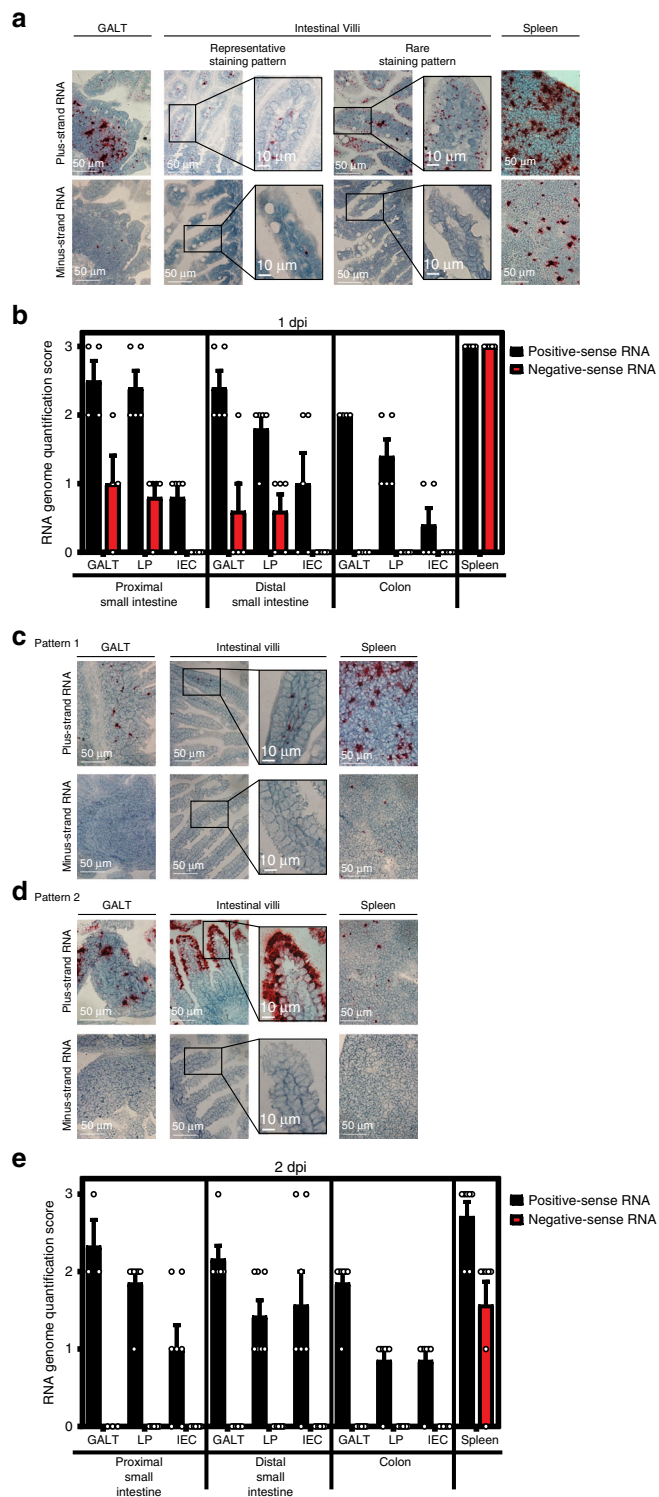 a
GALT
Intestinal Villi
Spleen
Representative
staining pattern
Rare
staining pattern
Plus-strand RNA
50 μm
50 μm
10 μm
50 μm
10 μm
50 μm
Minus-strand RNA
50 μm
50 μm
10 μm
50 μm
10 μm
50 μm
b
1 dpi
RNA genome quantification score
3
2
1
0
Positive-sense RNA
Negative-sense RNA
GALT LP IEC GALT LP IEC GALT LP IEC Spleen
Proximal
small intestine
Distal
small intestine
Colon
c Pattern 1
GALT
Intestinal villi
Spleen
Plus-strand RNA
50 μm
50 μm
10 μm
50 μm
Minus-strand RNA
50 μm
50 μm
10 μm
50 μm
d Pattern 2
GALT
Intestinal villi
Spleen
Plus-strand RNA
50 μm
50 μm
10 μm
50 μm
Minus-strand RNA
50 μm
50 μm
10 μm
50 μm
e
2 dpi
RNA genome quantification score
3
2
1
0
Positive-sense RNA
Negative-sense RNA
GALT LP IEC GALT LP IEC GALT LP IEC Spleen
Proximal
small
intestine
Distal
small
intestine
Colon